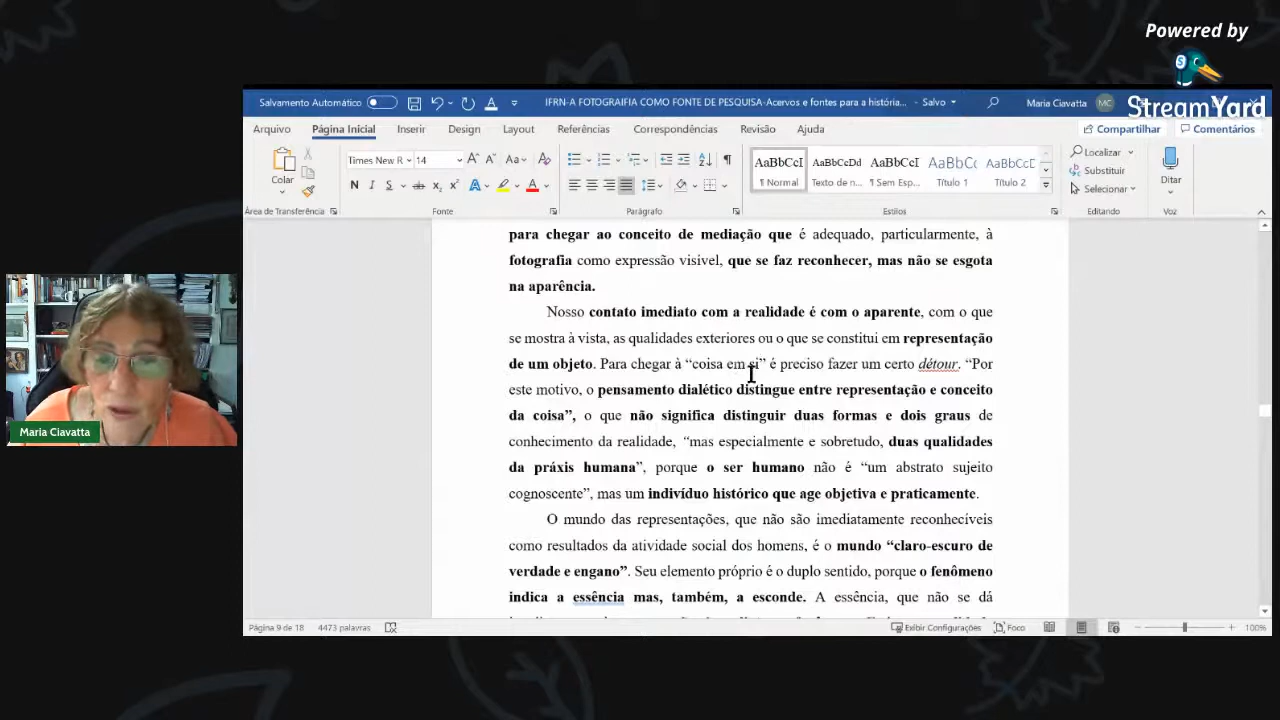 Powered by
StreamYard
Salvamento Automático
IFRN-A FOTOGRAIFIA COMO FONTE DE PESQUISA-Acervos e fontes para a história... - Salvo
Maria Ciavatta
MC
Arquivo Página Inicial Inserir Design Layout Referências Correspondências Revisão Ajuda
Compartilhar
Comentários
Colar
Times New R 14
AaBbCcI AaBbCcDd AaBbCcI AaBbCc AaBbCcD
¶ Normal Texto de n... ¶ Sem Esp... Título 1 Título 2
Localizar
Substituir
Selecionar
Ditar
Área de Transferência Fonte Parágrafo Estilos Editando Voz
para chegar ao conceito de mediação que é adequado, particularmente, à
fotografia como expressão visível, que se faz reconhecer, mas não se esgota
na aparência.
Nosso contato imediato com a realidade é com o aparente, com o que
se mostra à vista, as qualidades exteriores ou o que se constitui em representação
de um objeto. Para chegar à “coisa em si” é preciso fazer um certo détour. “Por
este motivo, o pensamento dialético distingue entre representação e conceito
da coisa”, o que não significa distinguir duas formas e dois graus de
conhecimento da realidade, “mas especialmente e sobretudo, duas qualidades
da práxis humana”, porque o ser humano não é “um abstrato sujeito
cognoscente”, mas um indivíduo histórico que age objetiva e praticamente.
O mundo das representações, que não são imediatamente reconhecíveis
como resultados da atividade social dos homens, é o mundo “claro-escuro de
verdade e engano”. Seu elemento próprio é o duplo sentido, porque o fenômeno
indica a essência mas, também, a esconde. A essência, que não se dá
Página 9 de 18 4473 palavras
Exibir Configurações
Foco
100%
Maria Ciavatta